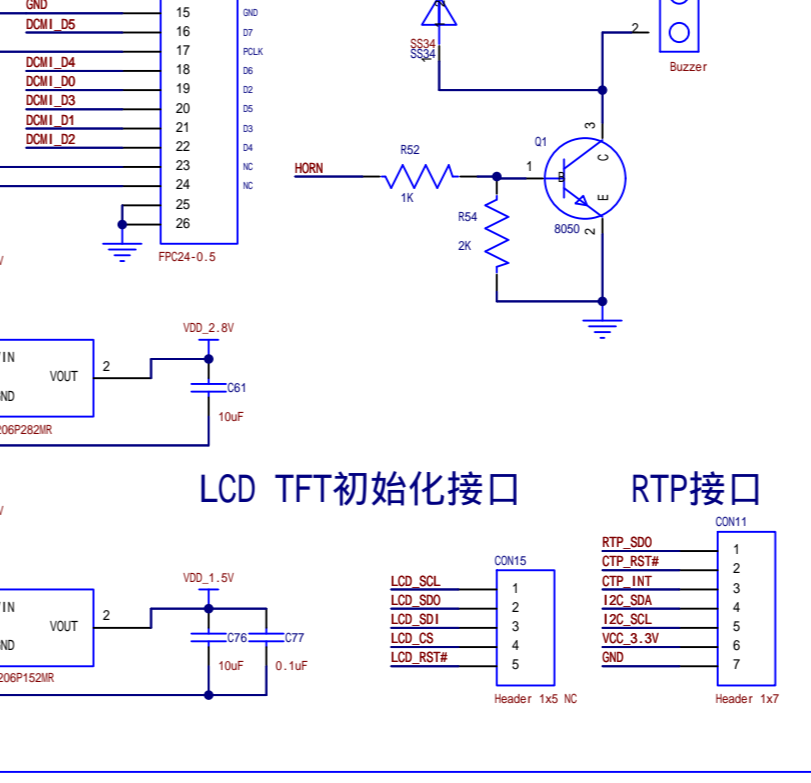 GND 15 GND
DCMI_D5 16 D7
17 PCLK
DCMI_D4 18 D6
DCMI_D0 19 D2
DCMI_D3 20 D5
DCMI_D1 21 D3
DCMI_D2 22 D4
23 NC
24 NC
25
26
FPC24-0.5
SS34
SS34
2
Buzzer
3
Q1
C
R52
HORN
1
B
1K
E
R54
8050
2
2K
VDD_2.8V
IN
VOUT
2
C61
ND
10uF
206P282MR
LCD TFT初始化接口
RTP接口
CON11
RTP_SDO 1
CTP_RST# 2
CTP_INT 3
I2C_SDA 4
I2C_SCL 5
VCC_3.3V 6
GND 7
Header 1x7
CON15
LCD_SCL 1
LCD_SDO 2
LCD_SDI 3
LCD_CS 4
LCD_RST# 5
Header 1x5 NC
VDD_1.5V
IN
VOUT
2
C76
C77
ND
10uF
0.1uF
206P152MR